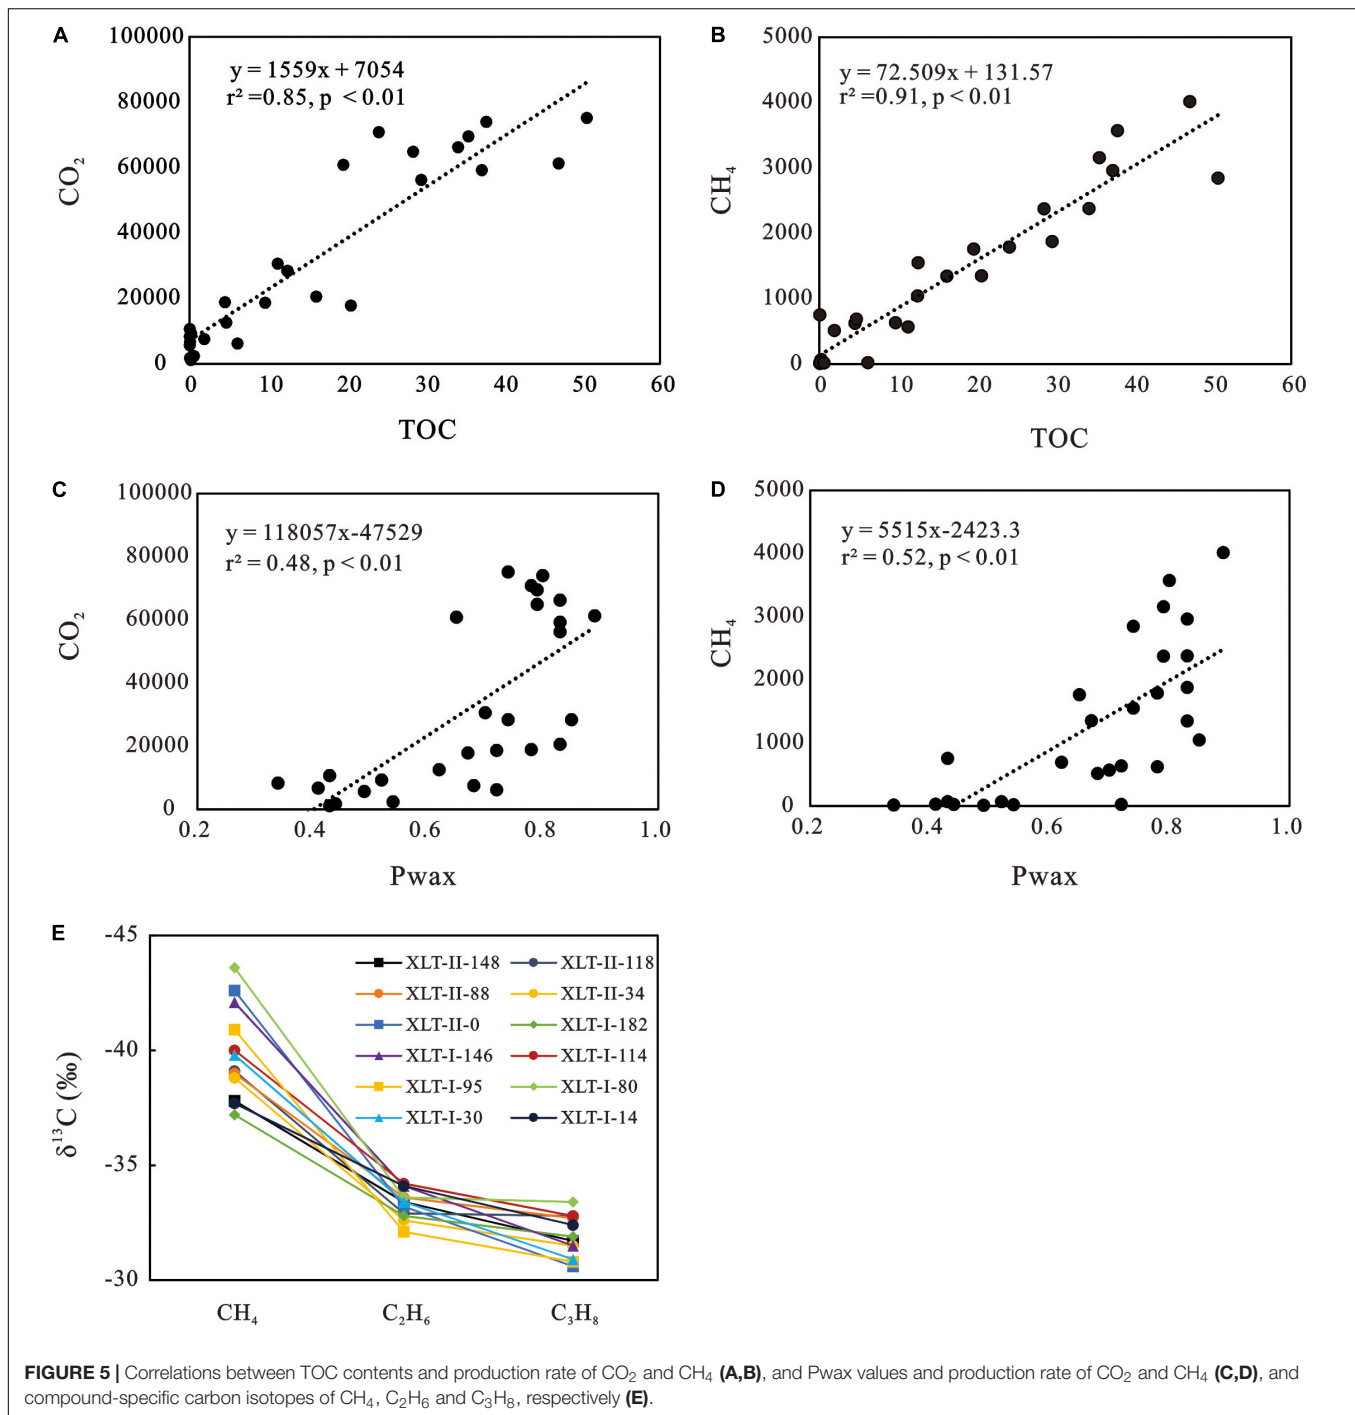 A
100000
80000
60000
40000
20000
0
CO₂
y = 1559x + 7054
r² =0.85, p < 0.01
0 10 20 30 40 50 60
TOC
B
5000
4000
3000
2000
1000
0
CH₄
y = 72.509x + 131.57
r² =0.91, p < 0.01
0 10 20 30 40 50 60
TOC
C
100000
80000
60000
40000
20000
0
CO₂
y = 118057x-47529
r² = 0.48, p < 0.01
0.2 0.4 0.6 0.8 1.0
Pwax
D
5000
4000
3000
2000
1000
0
CH₄
y = 5515x-2423.3
r² = 0.52, p < 0.01
0.2 0.4 0.6 0.8 1.0
Pwax
E
-45
-40
-35
-30
δ¹³C (‰)
XLT-II-148 XLT-II-118
XLT-II-88 XLT-II-34
XLT-II-0 XLT-I-182
XLT-I-146 XLT-I-114
XLT-I-95 XLT-I-80
XLT-I-30 XLT-I-14
CH₄ C₂H₆ C₃H₈
FIGURE 5 | Correlations between TOC contents and production rate of CO₂ and CH₄ (A,B), and Pwax values and production rate of CO₂ and CH₄ (C,D), and
compound-specific carbon isotopes of CH₄, C₂H₆ and C₃H₈, respectively (E).